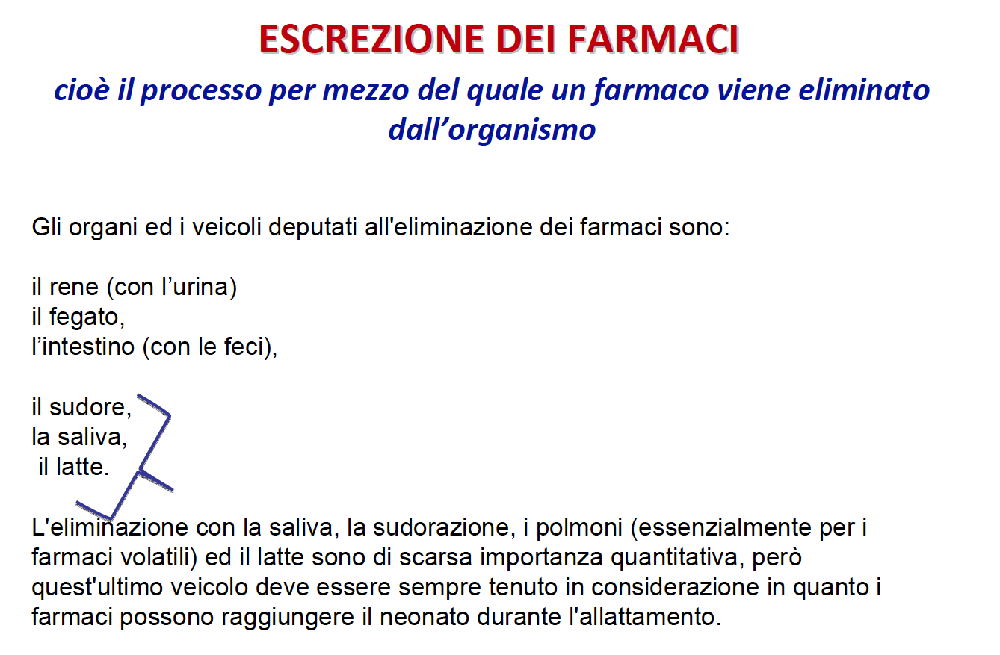 ESCREZIONE DEI FARMACI
cioè il processo per mezzo del quale un farmaco viene eliminato
dall’organismo
Gli organi ed i veicoli deputati all'eliminazione dei farmaci sono:
il rene (con l’urina)
il fegato,
l’intestino (con le feci),
il sudore,
la saliva,
il latte.
L'eliminazione con la saliva, la sudorazione, i polmoni (essenzialmente per i
farmaci volatili) ed il latte sono di scarsa importanza quantitativa, però
quest'ultimo veicolo deve essere sempre tenuto in considerazione in quanto i
farmaci possono raggiungere il neonato durante l'allattamento.